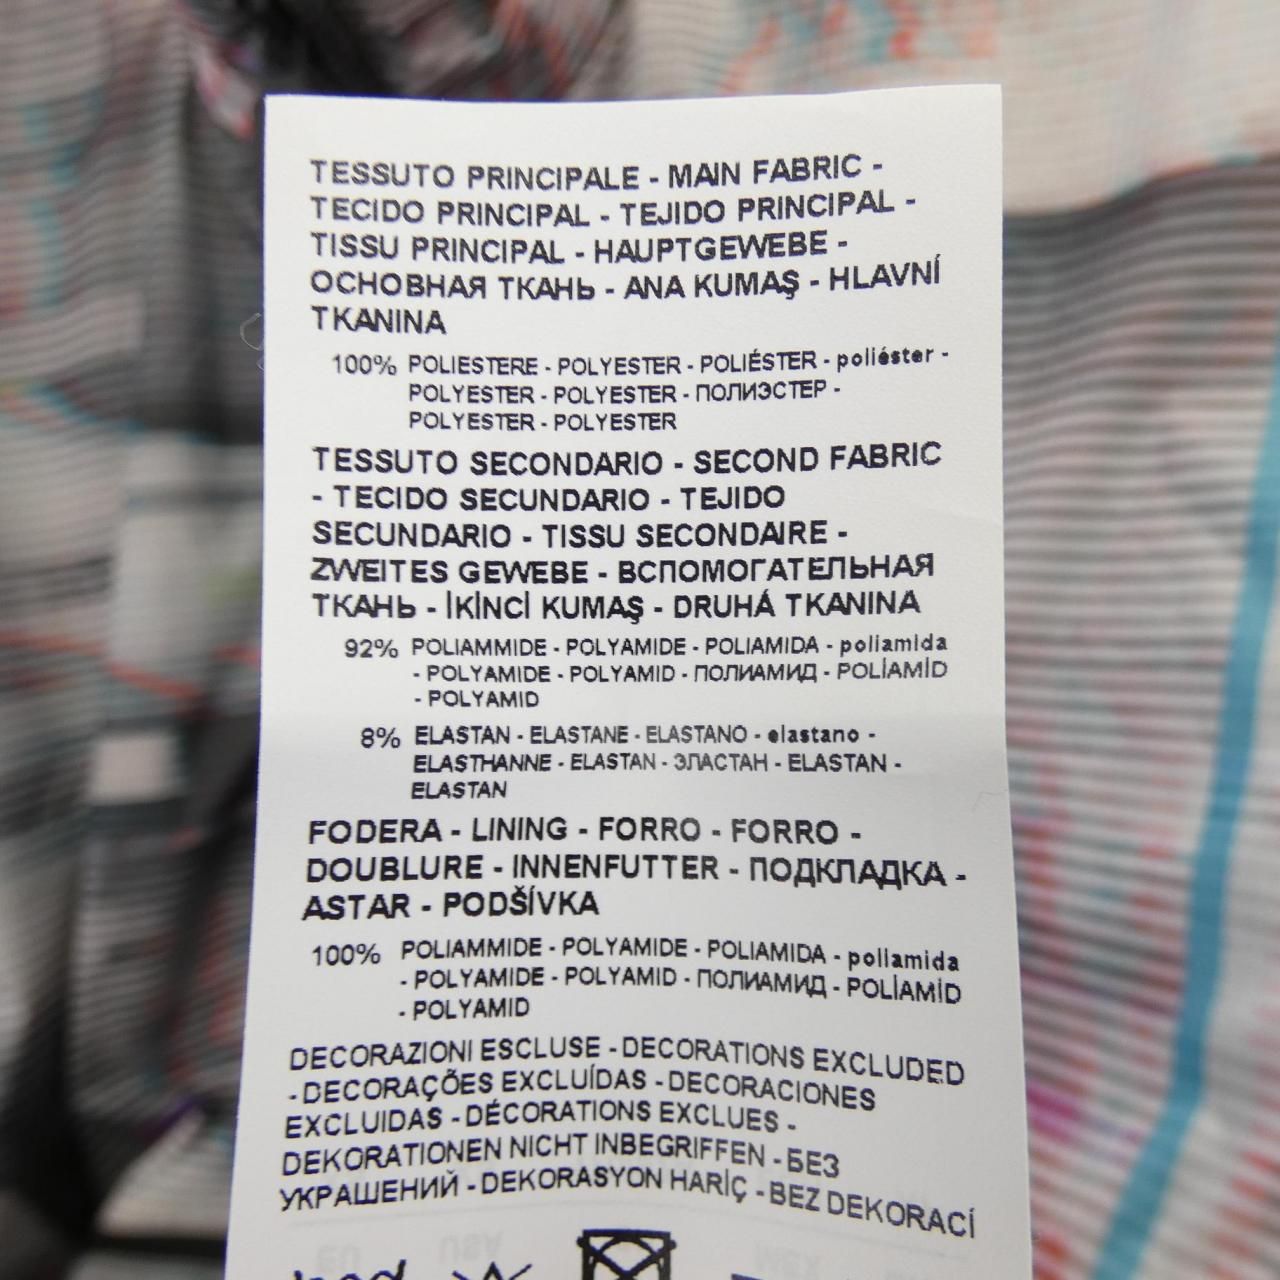 TESSUTO PRINCIPALE - MAIN FABRIC -
TECIDO PRINCIPAL - TEJIDO PRINCIPAL -
TISSU PRINCIPAL - HAUPTGEWEBE -
ОСНОВНАЯ ТКАНЬ - ANA KUMAŞ - HLAVNÍ
TKANINA
100% POLIESTERE - POLYESTER - POLIÉSTER - poliéster -
POLYESTER - POLYESTER - ПОЛИЭСТЕР -
POLYESTER - POLYESTER
TESSUTO SECONDARIO - SECOND FABRIC
- TECIDO SECUNDARIO - TEJIDO
SECUNDARIO - TISSU SECONDAIRE -
ZWEITES GEWEBE - ВСПОМОГАТЕЛЬНАЯ
ТКАНЬ - İKİNCİ KUMAŞ - DRUHÁ TKANINA
92% POLIAMMIDE - POLYAMIDE - POLIAMIDA - poliamida
- POLYAMIDE - POLYAMID - ПОЛИАМИД - POLİAMİD
- POLYAMID
8% ELASTAN - ELASTANE - ELASTANO - elastano -
ELASTHANNE - ELASTAN - ЭЛАСТАН - ELASTAN -
ELASTAN
FODERA - LINING - FORRO - FORRO -
DOUBLURE - INNENFUTTER - ПОДКЛАДКА -
ASTAR - PODŠÍVKA
100% POLIAMMIDE - POLYAMIDE - POLIAMIDA - poliamida
- POLYAMIDE - POLYAMID - ПОЛИАМИД - POLİAMİD
- POLYAMID
DECORAZIONI ESCLUSE - DECORATIONS EXCLUDED
- DECORAÇÕES EXCLUÍDAS - DECORACIONES
EXCLUIDAS - DÉCORATIONS EXCLUES -
DEKORATIONEN NICHT INBEGRIFFEN - БЕЗ
УКРАШЕНИЙ - DEKORASYON HARİÇ - BEZ DEKORACÍ